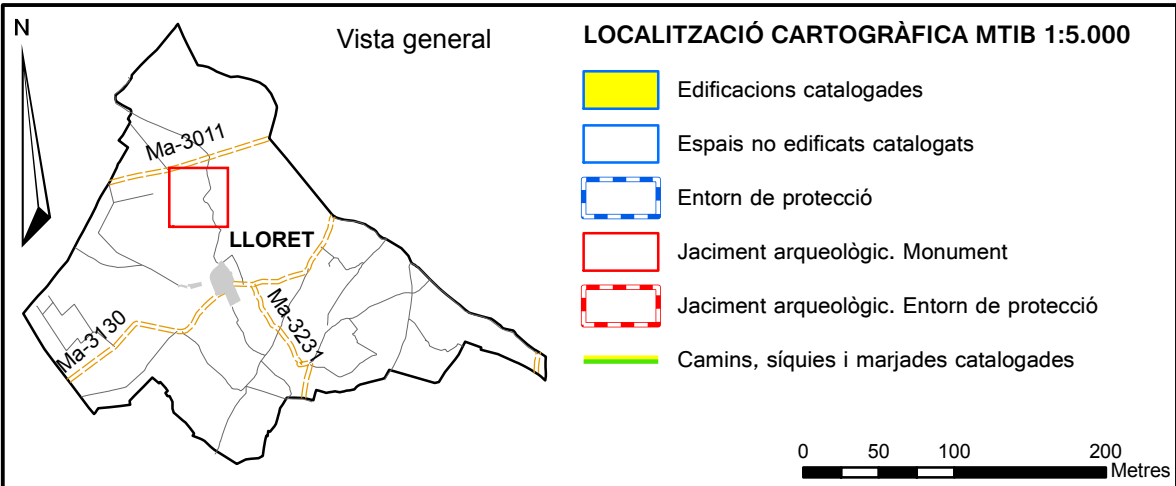 N
Vista general
Ma-3011
LLORET
Ma-3130
Ma-3231
LOCALITZACIÓ CARTOGRÀFICA MTIB 1:5.000
Edificacions catalogades
Espais no edificats catalogats
Entorn de protecció
Jaciment arqueològic. Monument
Jaciment arqueològic. Entorn de protecció
Camins, síquies i marjades catalogades
0 50 100 200
Metres